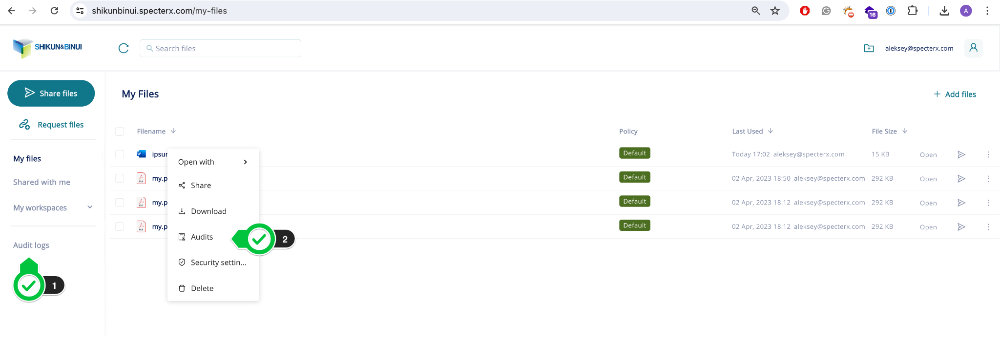 shikunbinui.specterx.com/my-files
16
A
SHIKUN&BINUI
Search files
aleksey@specterx.com
Share files
My Files
+ Add files
Request files
Filename
Policy
Last Used
File Size
My files
ipsur
Default
Today 17:02 aleksey@specterx.com
15 KB
Open
Open with
my.p
Default
02 Apr, 2023 18:50 aleksey@specterx.com
292 KB
Open
Shared with me
Share
my.p
Default
02 Apr, 2023 18:12 aleksey@specterx.com
292 KB
Open
My workspaces
Download
my.p
Default
02 Apr, 2023 18:12 aleksey@specterx.com
292 KB
Open
Audits
2
Audit logs
Security settin...
1
Delete